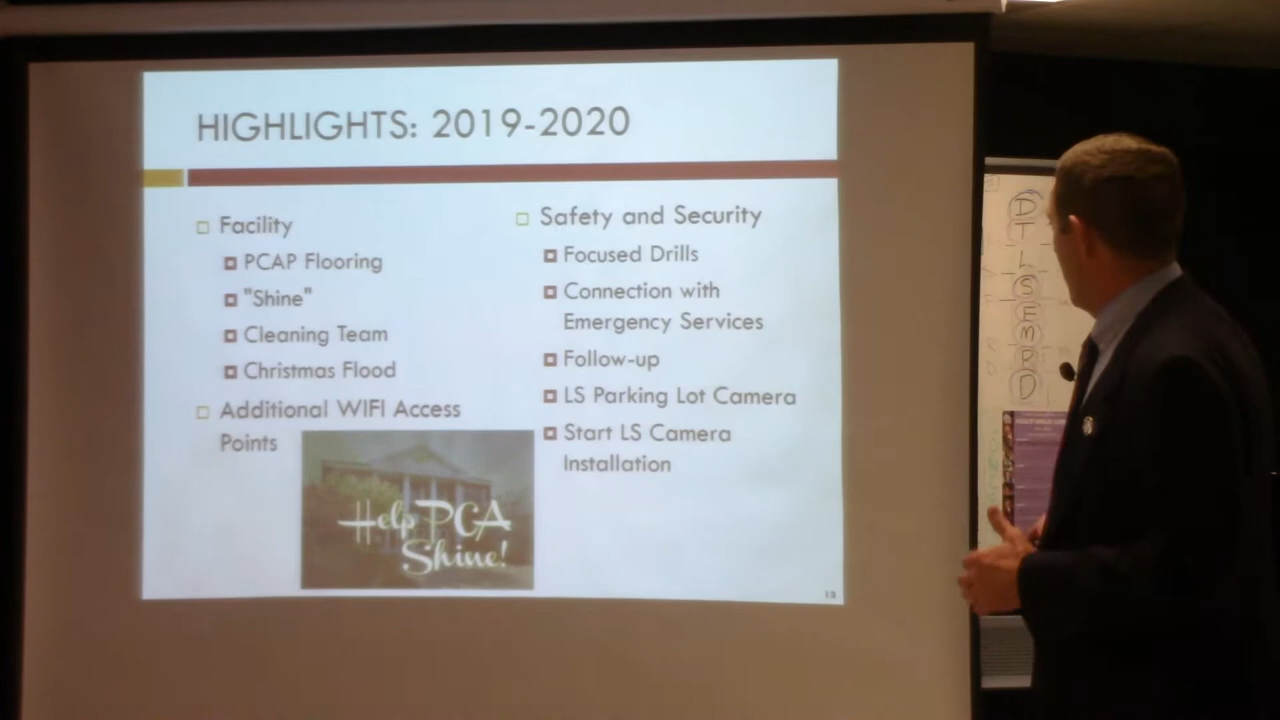 HIGHLIGHTS: 2019-2020
Facility
PCAP Flooring
"Shine"
Cleaning Team
Christmas Flood
Additional WIFI Access
Points
Safety and Security
Focused Drills
Connection with
Emergency Services
Follow-up
LS Parking Lot Camera
Start LS Camera
Installation
Help PCA
Shine!
13
D
T
L
S
E
M
R
D